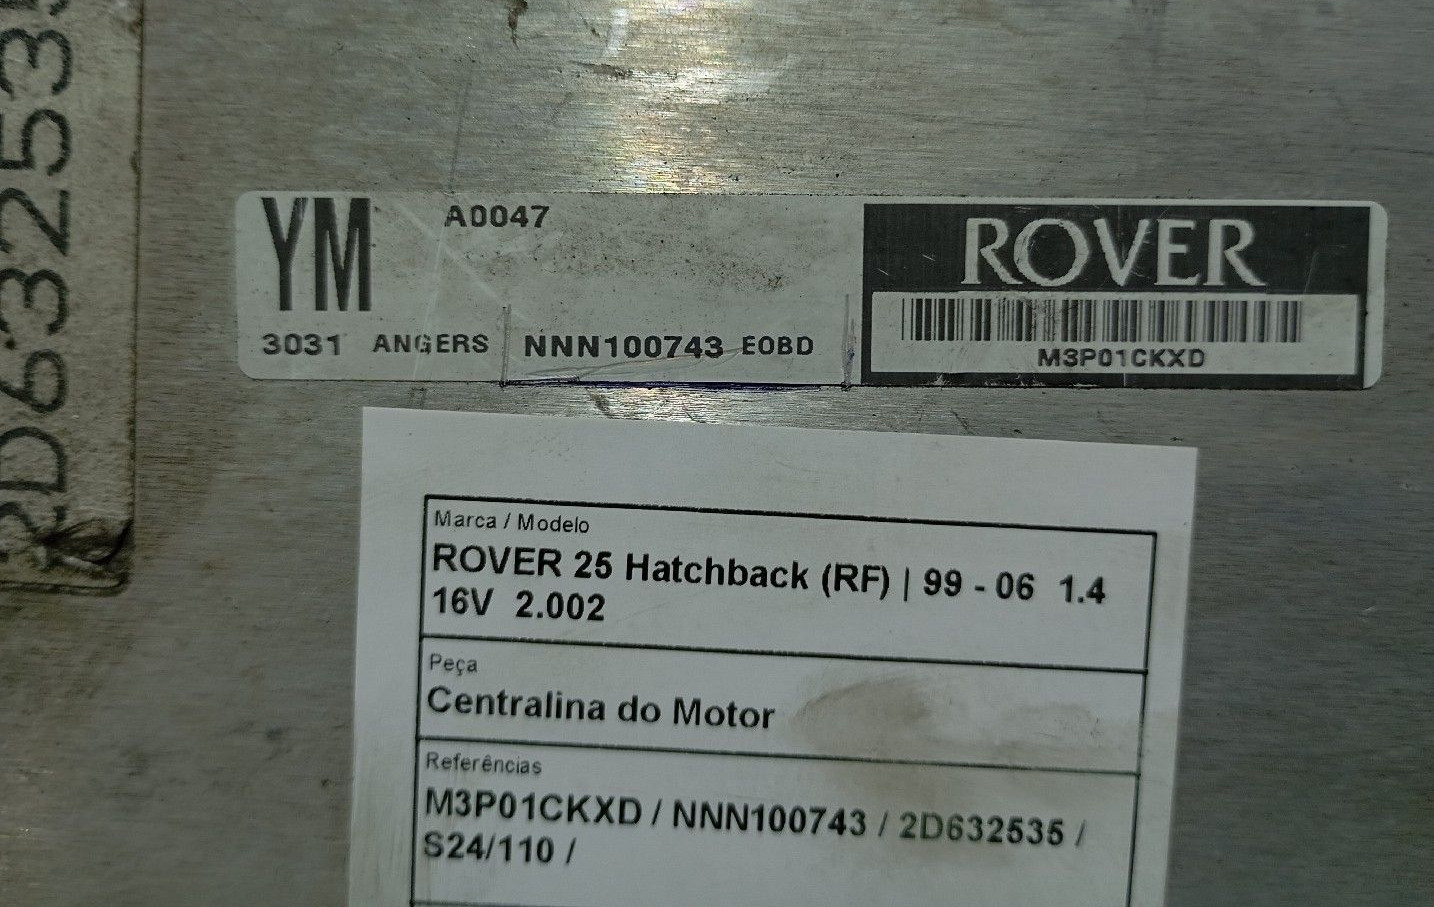 2D63253
YM
A0047
3031 ANGERS
NNN100743 EOBD
ROVER
M3P01CKXD
Marca / Modelo
ROVER 25 Hatchback (RF) | 99 - 06 1.4
16V 2.002
Peça
Centralina do Motor
Referências
M3P01CKXD / NNN100743 / 2D632535 /
S24/110 /